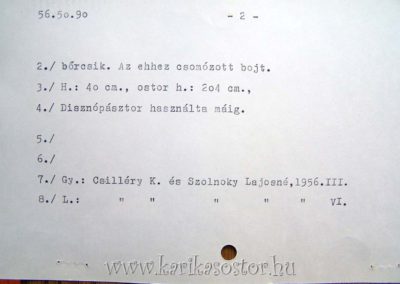 56.50.90 - 2 -
2./ bőrcsik. Az ehhez csomózott bojt.
3./ H.: 40 cm., ostor h.: 204 cm.,
4./ Disznópásztor használta máig.
5./
6./
7./ Gy.: Csilléry K. és Szolnoky Lajosné,1956.III.
8./ L.: " " " " " VI.
www.karikasostor.hu